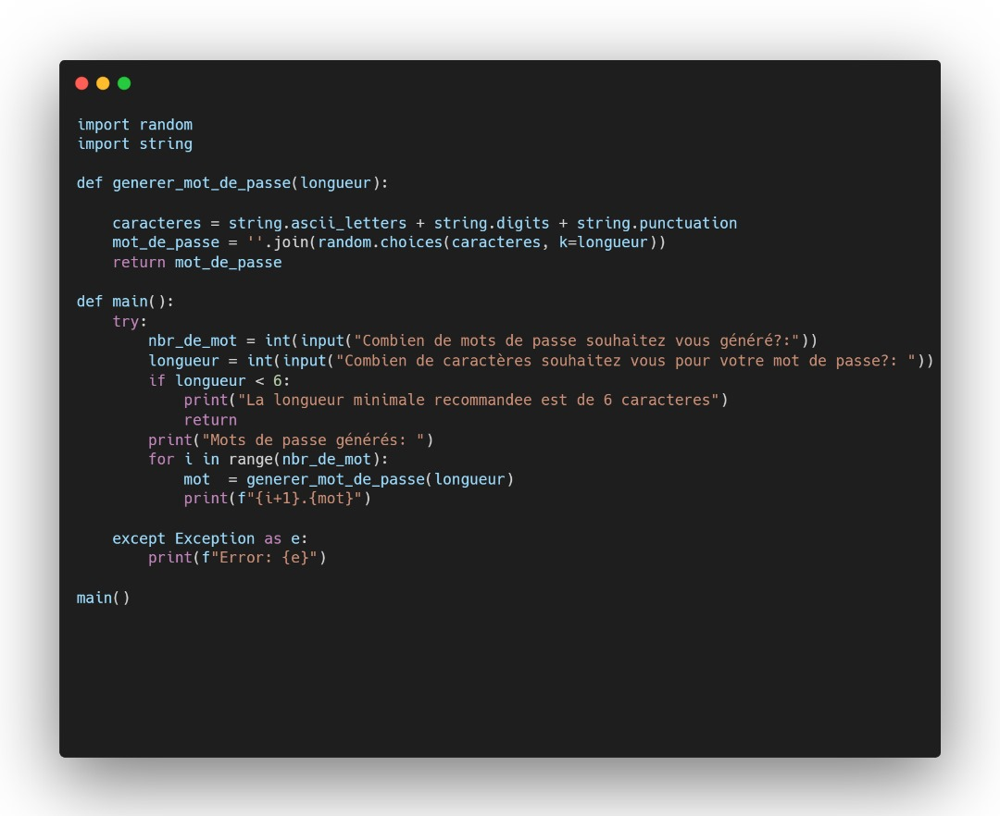 import random
import string
def generer_mot_de_passe(longueur):
    caracteres = string.ascii_letters + string.digits + string.punctuation
    mot_de_passe = ''.join(random.choices(caracteres, k=longueur))
    return mot_de_passe
def main():
    try:
        nbr_de_mot = int(input("Combien de mots de passe souhaitez vous généré?:"))
        longueur = int(input("Combien de caractères souhaitez vous pour votre mot de passe?: "))
        if longueur < 6:
            print("La longueur minimale recommandee est de 6 caracteres")
            return
        print("Mots de passe générés: ")
        for i in range(nbr_de_mot):
            mot  = generer_mot_de_passe(longueur)
            print(f"{i+1}.{mot}")
    except Exception as e:
        print(f"Error: {e}")
main()